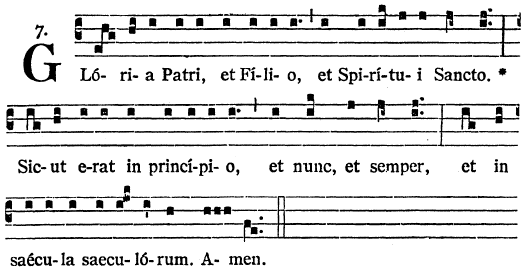 7.
GLó- ri- a Patri, et Fí- li- o, et Spi-rí-tu- i Sancto. *
Sic- ut e-rat in princí-pi- o, et nunc, et semper, et in
saécu-la saecu- ló-rum. A- men.